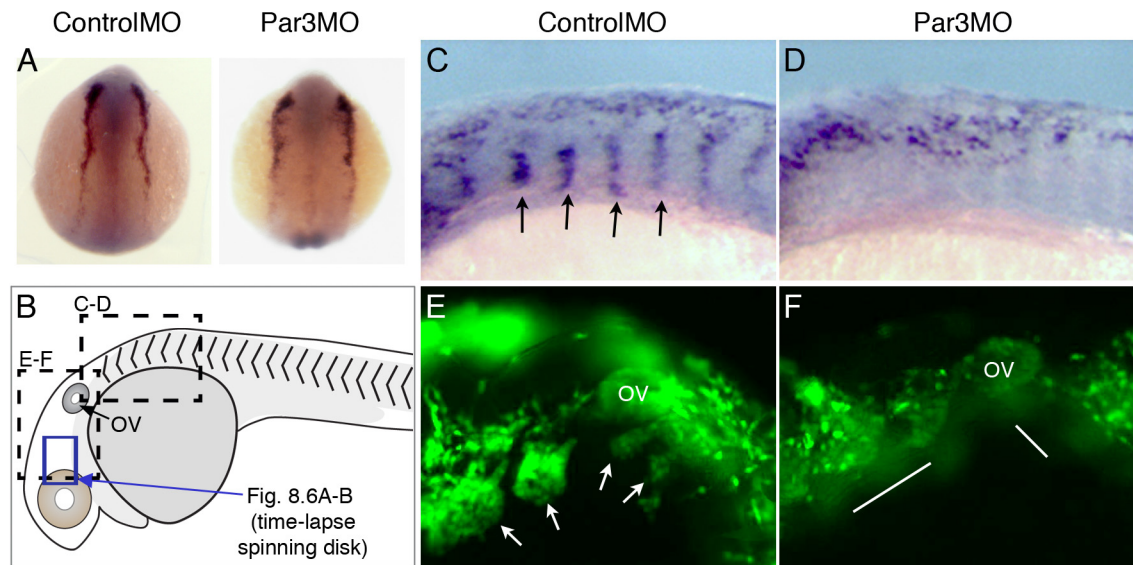 ControlMO
Par3MO
ControlMO
Par3MO
A
C
D
B
C-D
E-F
OV
Fig. 8.6A-B
(time-lapse
spinning disk)
E
OV
F
OV